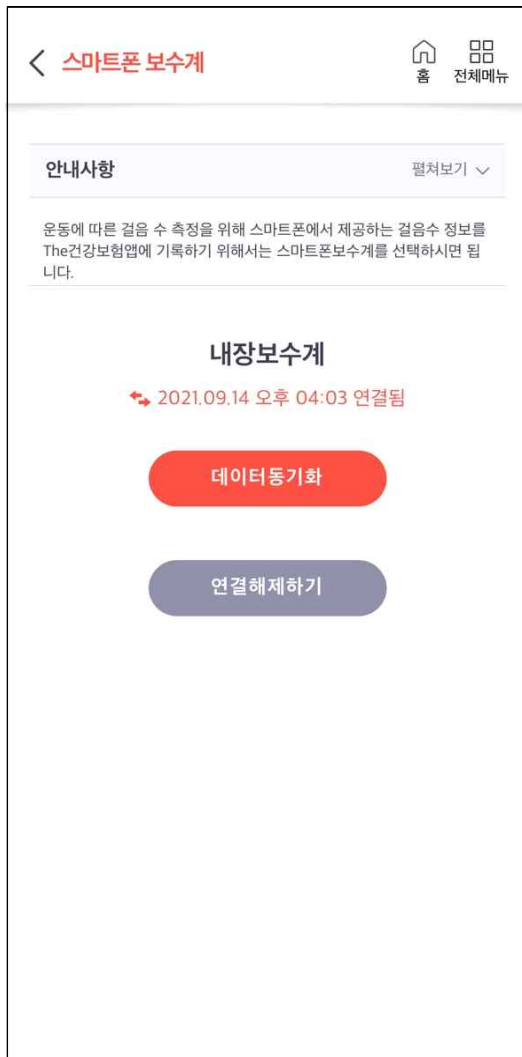 스마트폰 보수계
홈
전체메뉴
안내사항
펼쳐보기
운동에 따른 걸음 수 측정을 위해 스마트폰에서 제공하는 걸음수 정보를
The건강보험앱에 기록하기 위해서는 스마트폰보수계를 선택하시면 됩
니다.
내장보수계
2021.09.14 오후 04:03 연결됨
데이터동기화
연결해제하기